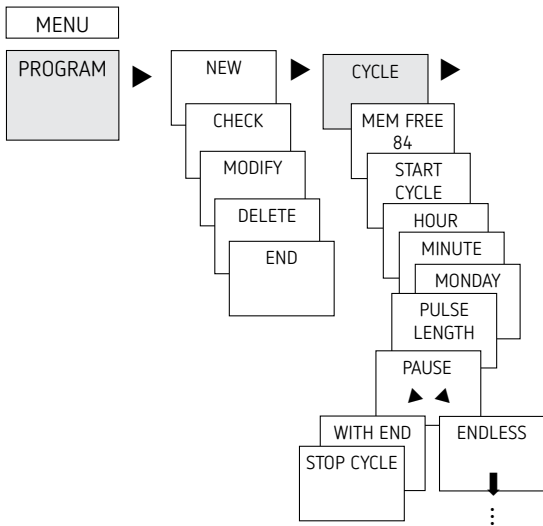 MENU
PROGRAM
NEW
CHECK
MODIFY
DELETE
END
CYCLE
MEM FREE
84
START
CYCLE
HOUR
MINUTE
MONDAY
PULSE
LENGTH
PAUSE
WITH END
STOP CYCLE
ENDLESS